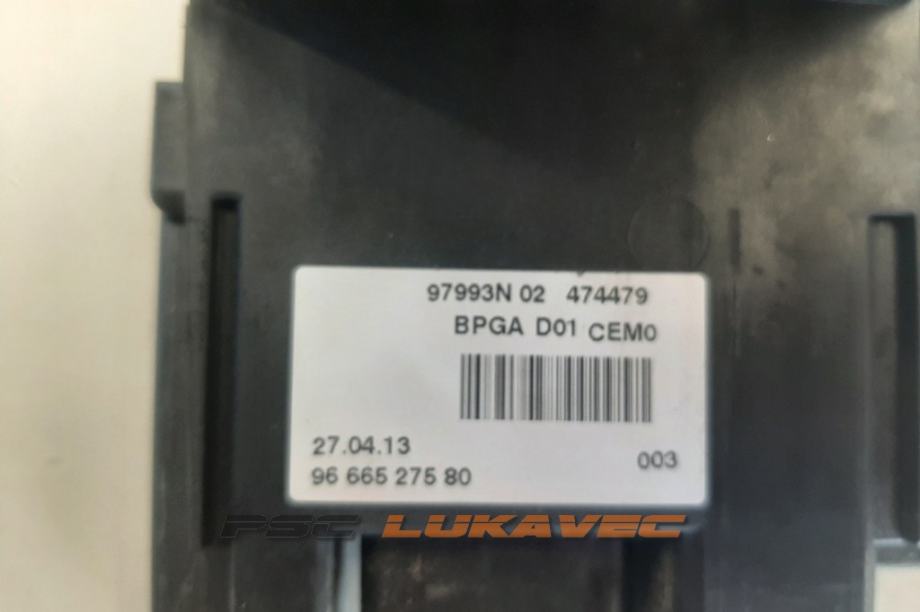 97993N 02 474479
BPGA D01 CEM0
27.04.13
003
96 665 275 80
PSC LUKAVEC